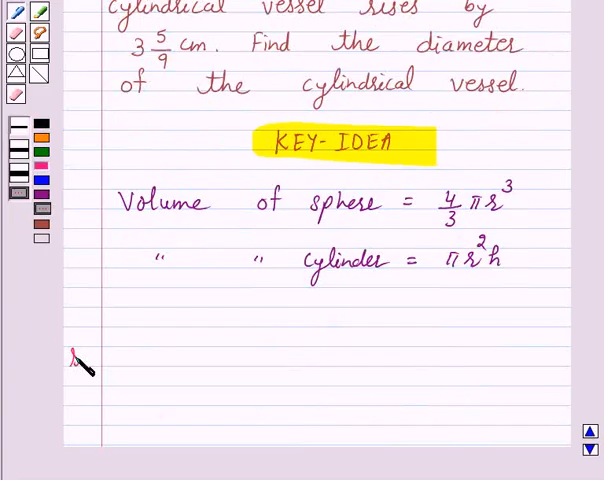 cylindrical vessel rises by
3 5/9 cm. Find the diameter
of the cylindrical vessel.
KEY-IDEA
Volume of sphere = 4/3 πr³
" " cylinder = πr²h